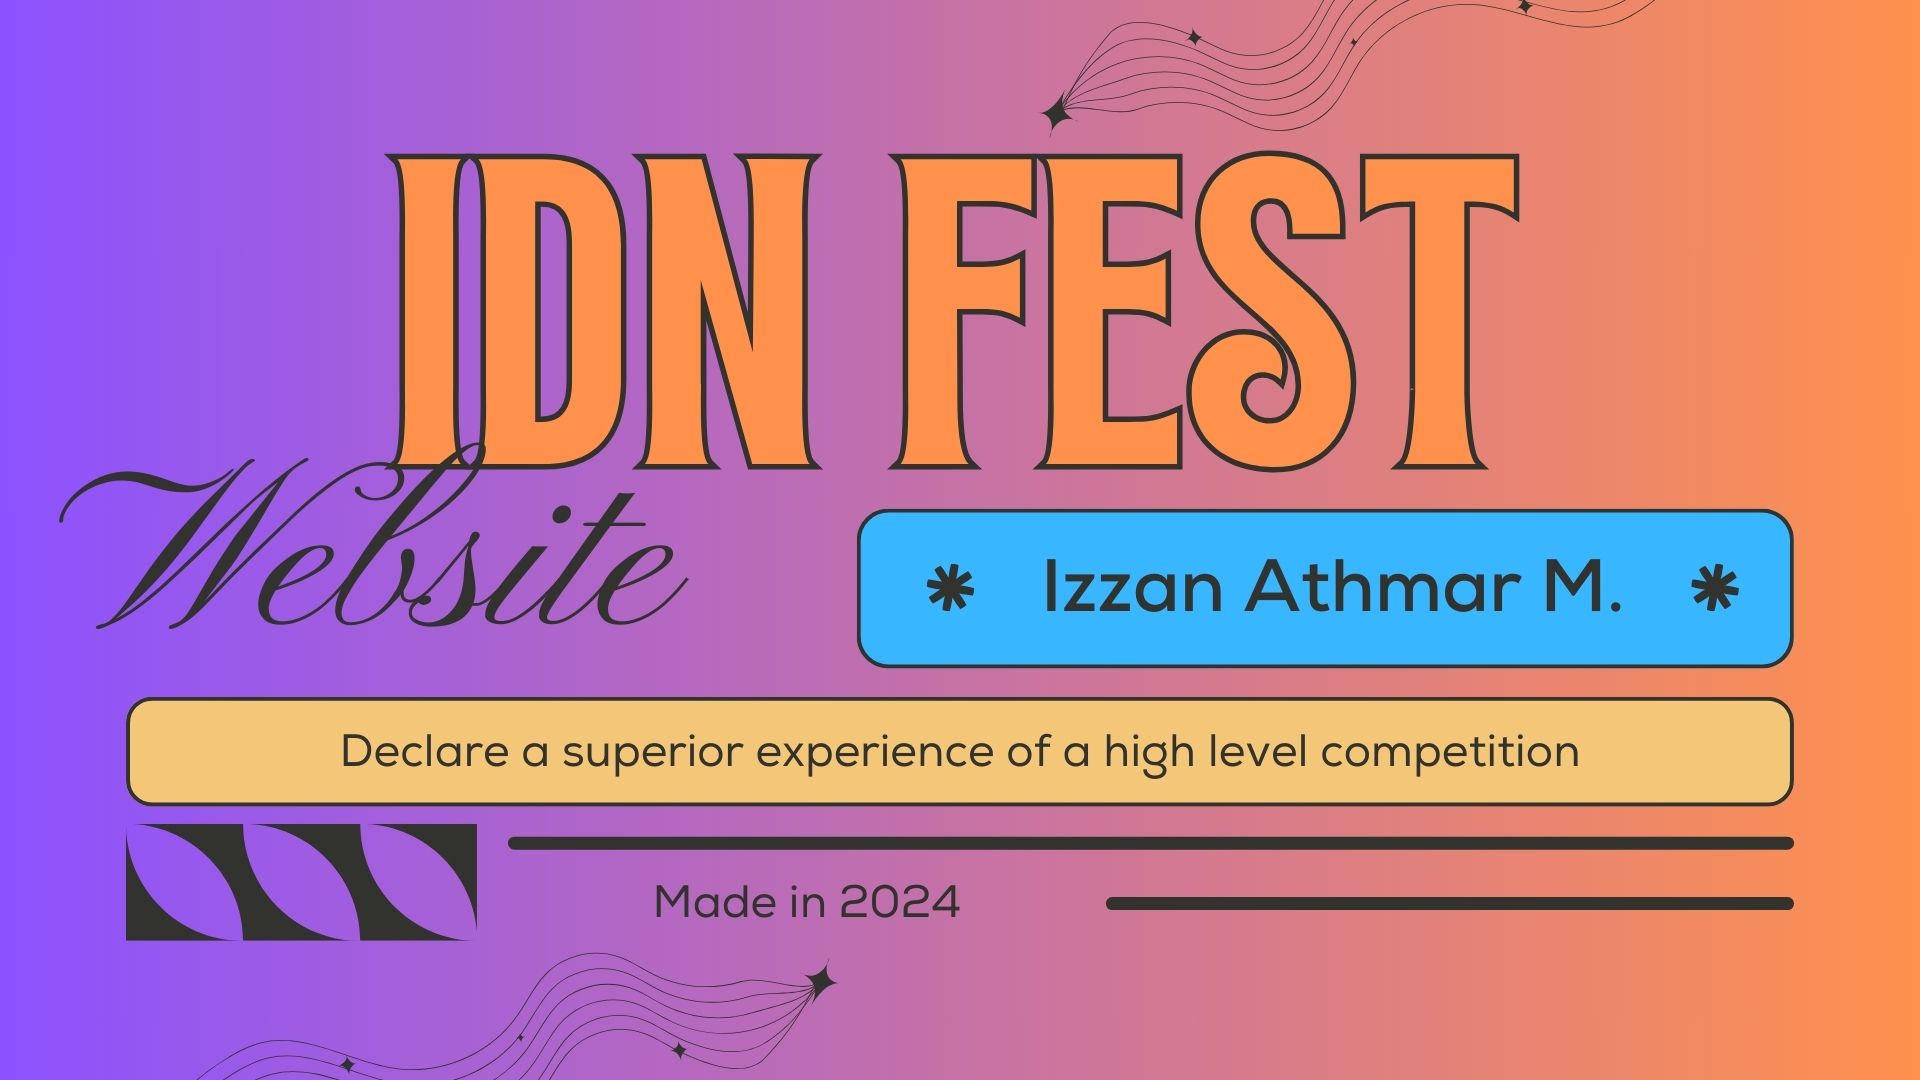 IDN FEST
Website
Izzan Athmar M.
Declare a superior experience of a high level competition
Made in 2024